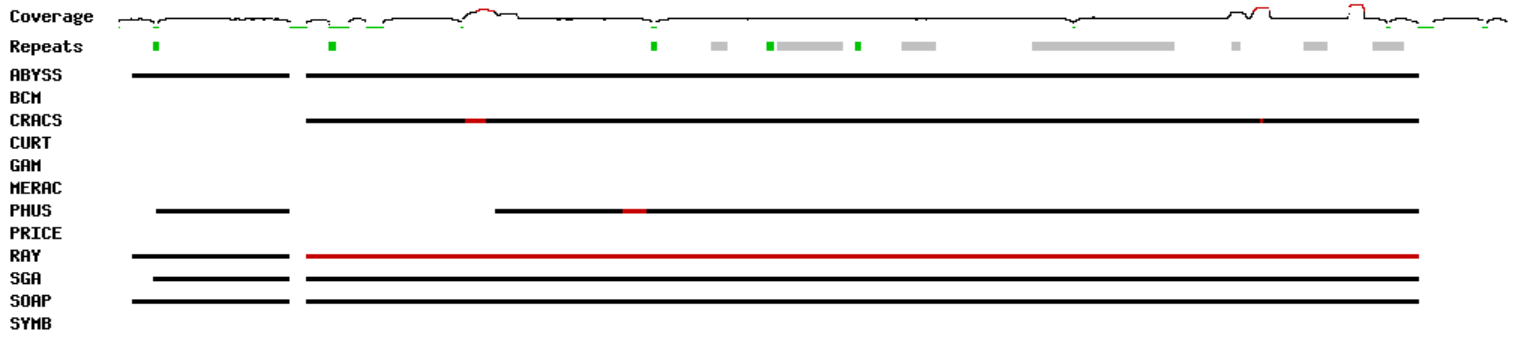 Coverage
Repeats
ABYSS
BCM
CRACS
CURT
GAM
MERAC
PHUS
PRICE
RAY
SGA
SOAP
SYMB